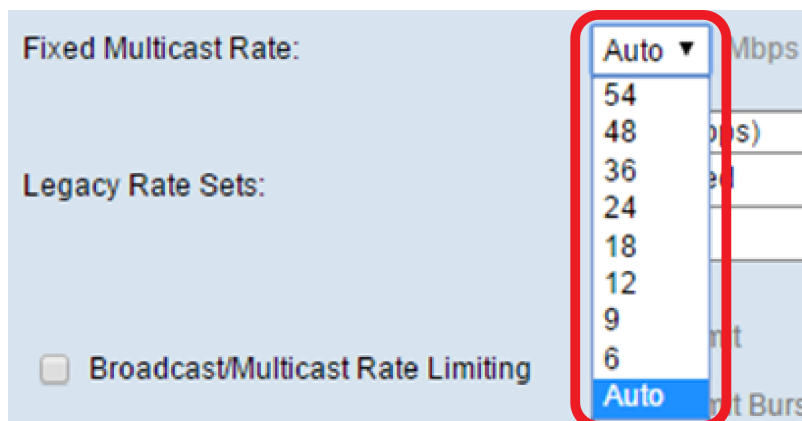 Fixed Multicast Rate: Auto ▼ Mbps
54
48
36
Legacy Rate Sets:
24
18
12
9
6
Broadcast/Multicast Rate Limiting
Auto